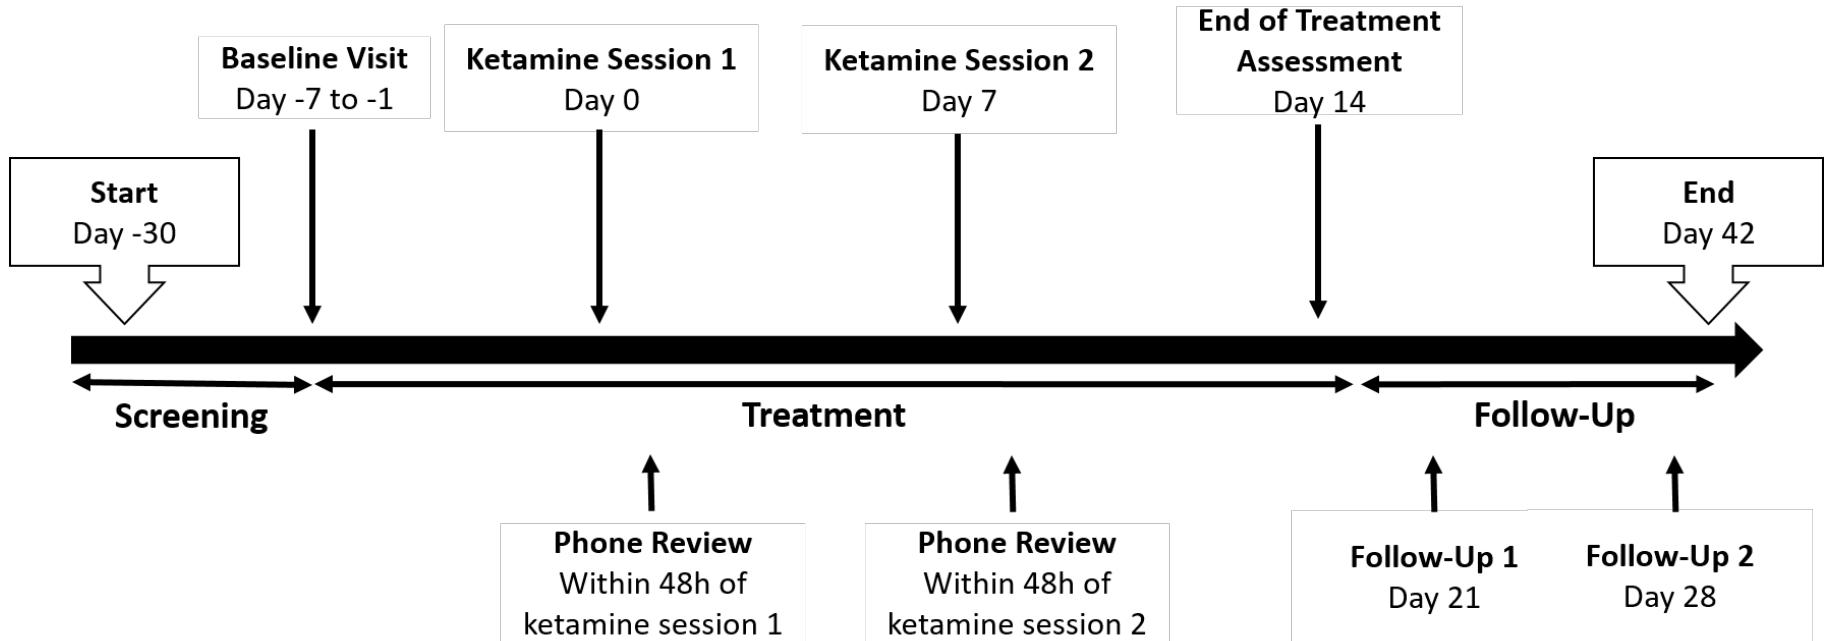 Baseline Visit
Day -7 to -1
Ketamine Session 1
Day 0
Ketamine Session 2
Day 7
End of Treatment
Assessment
Day 14
Start
Day -30
End
Day 42
Screening
Treatment
Follow-Up
Phone Review
Within 48h of
ketamine session 1
Phone Review
Within 48h of
ketamine session 2
Follow-Up 1
Day 21
Follow-Up 2
Day 28